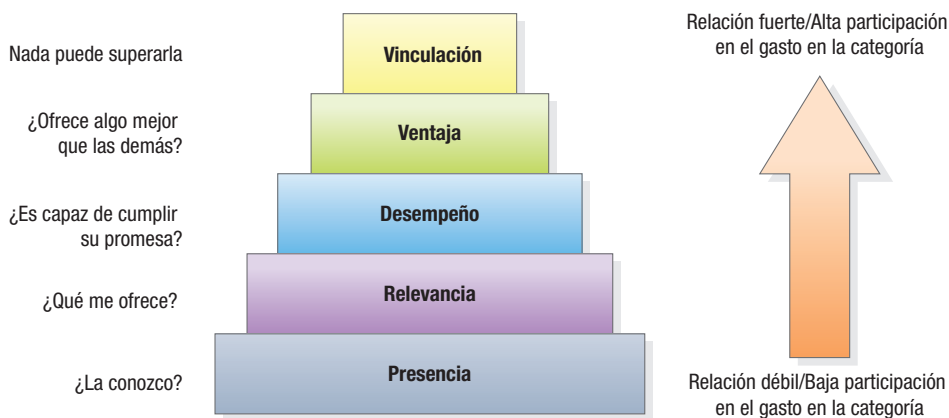 Nada puede superarla
Vinculación
Relación fuerte/Alta participación
en el gasto en la categoría
¿Ofrece algo mejor
que las demás?
Ventaja
¿Es capaz de cumplir
su promesa?
Desempeño
¿Qué me ofrece?
Relevancia
¿La conozco?
Presencia
Relación débil/Baja participación
en el gasto en la categoría